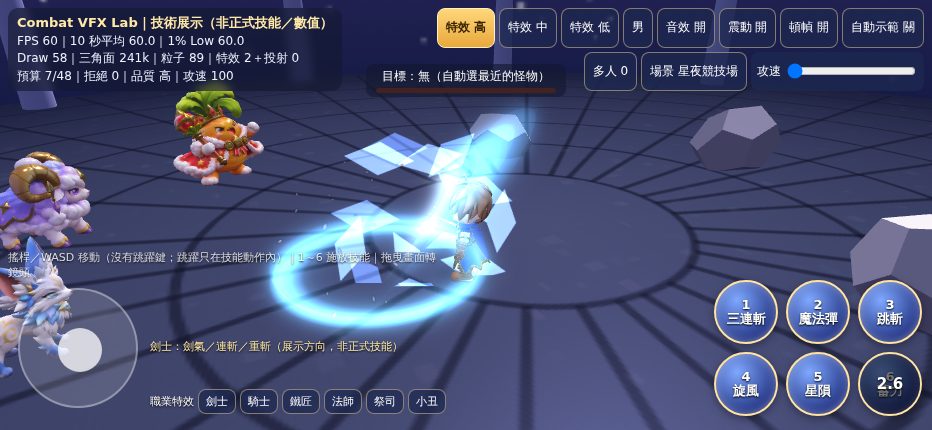 Combat VFX Lab｜技術展示（非正式技能／數值）
FPS 60｜10 秒平均 60.0｜1% Low 60.0
Draw 58｜三角面 241k｜粒子 89｜特效 2＋投射 0
預算 7/48｜拒絕 0｜品質 高｜攻速 100
特效 高
特效 中
特效 低
男
音效 開
震動 開
頓幀 開
自動示範 關
多人 0
場景 星夜競技場
攻速
目標：無（自動選最近的怪物）
搖桿／WASD 移動（沒有跳躍鍵；跳躍只在技能動作內）｜1～6 施放技能｜拖曳畫面轉
鏡頭
劍士：劍氣／連斬／重斬（展示方向，非正式技能）
職業特效
劍士
騎士
鐵匠
法師
祭司
小丑
1
三連斬
2
魔法彈
3
跳斬
4
旋風
5
星隕
6
2.6